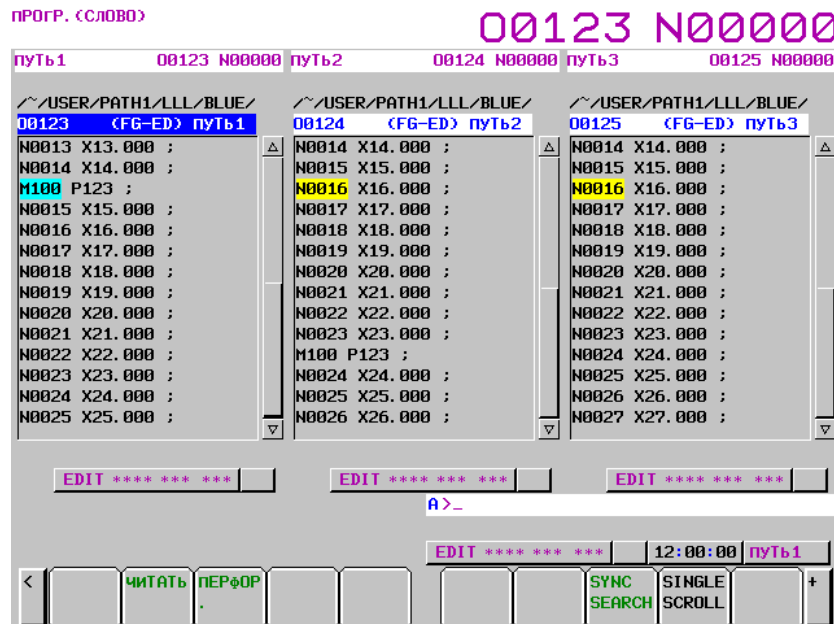 ПРОГР.(СЛОВО)
O0123 N00000
ПУТЬ1 O0123 N00000 ПУТЬ2 O0124 N00000 ПУТЬ3 O0125 N00000
/~/USER/PATH1/LLL/BLUE/ /~/USER/PATH1/LLL/BLUE/ /~/USER/PATH1/LLL/BLUE/
O0123 (FG-ED) ПУТЬ1 O0124 (FG-ED) ПУТЬ2 O0125 (FG-ED) ПУТЬ3
N0013 X13.000 ; N0014 X14.000 ; N0014 X14.000 ;
N0014 X14.000 ; N0015 X15.000 ; N0015 X15.000 ;
M100 P123 ; N0016 X16.000 ; N0016 X16.000 ;
N0015 X15.000 ; N0017 X17.000 ; N0017 X17.000 ;
N0016 X16.000 ; N0018 X18.000 ; N0018 X18.000 ;
N0017 X17.000 ; N0019 X19.000 ; N0019 X19.000 ;
N0018 X18.000 ; N0020 X20.000 ; N0020 X20.000 ;
N0019 X19.000 ; N0021 X21.000 ; N0021 X21.000 ;
N0020 X20.000 ; N0022 X22.000 ; N0022 X22.000 ;
N0021 X21.000 ; N0023 X23.000 ; N0023 X23.000 ;
N0022 X22.000 ; M100 P123 ; N0024 X24.000 ;
N0023 X23.000 ; N0024 X24.000 ; N0025 X25.000 ;
N0024 X24.000 ; N0025 X25.000 ; N0026 X26.000 ;
N0025 X25.000 ; N0026 X26.000 ; N0027 X27.000 ;
EDIT **** *** *** EDIT **** *** *** EDIT **** *** ***
A>_
EDIT **** *** *** 12:00:00 ПУТЬ1
< ЧИТАТЬ ПЕРФОР SYNC SINGLE +
. SEARCH SCROLL